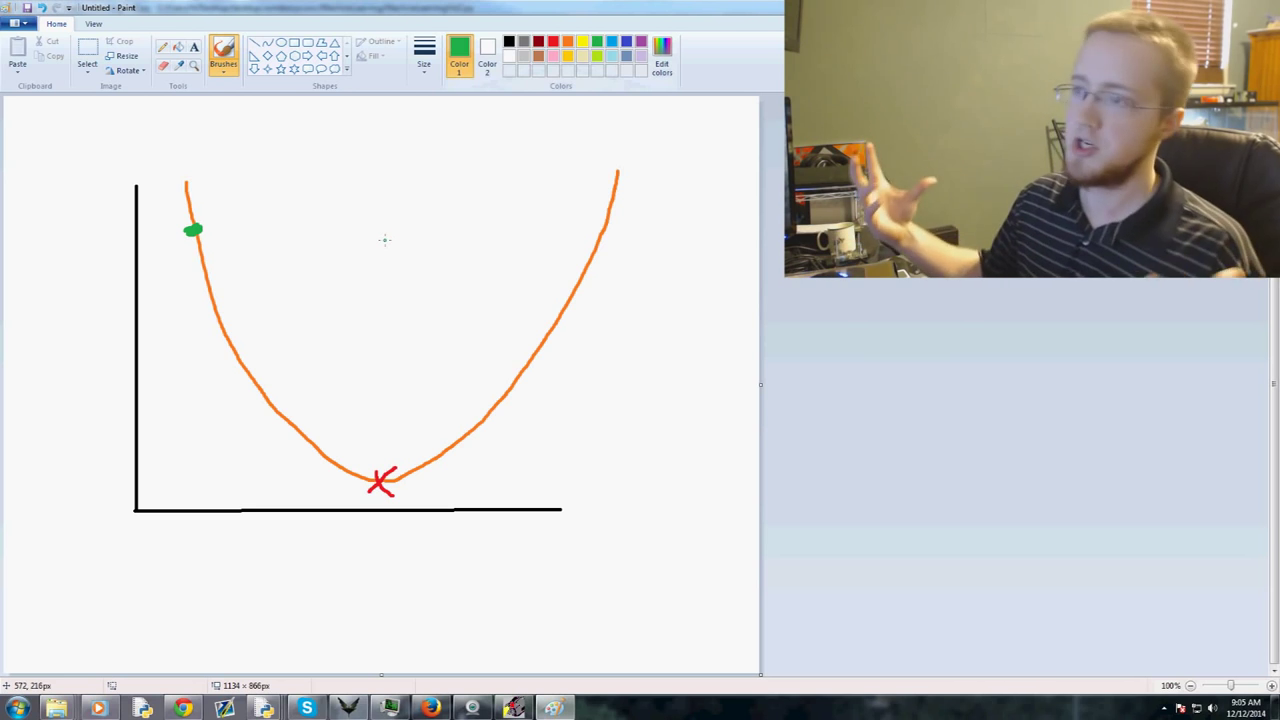 Untitled - Paint
Home View
Paste
Cut
Copy
Clipboard
Select
Crop
Resize
Rotate
Image
A
Tools
Brushes
Outline
Fill
Shapes
Size
Color 1
Color 2
Edit colors
Colors
572, 216px
1134 × 866px
100%
9:05 AM
12/12/2014